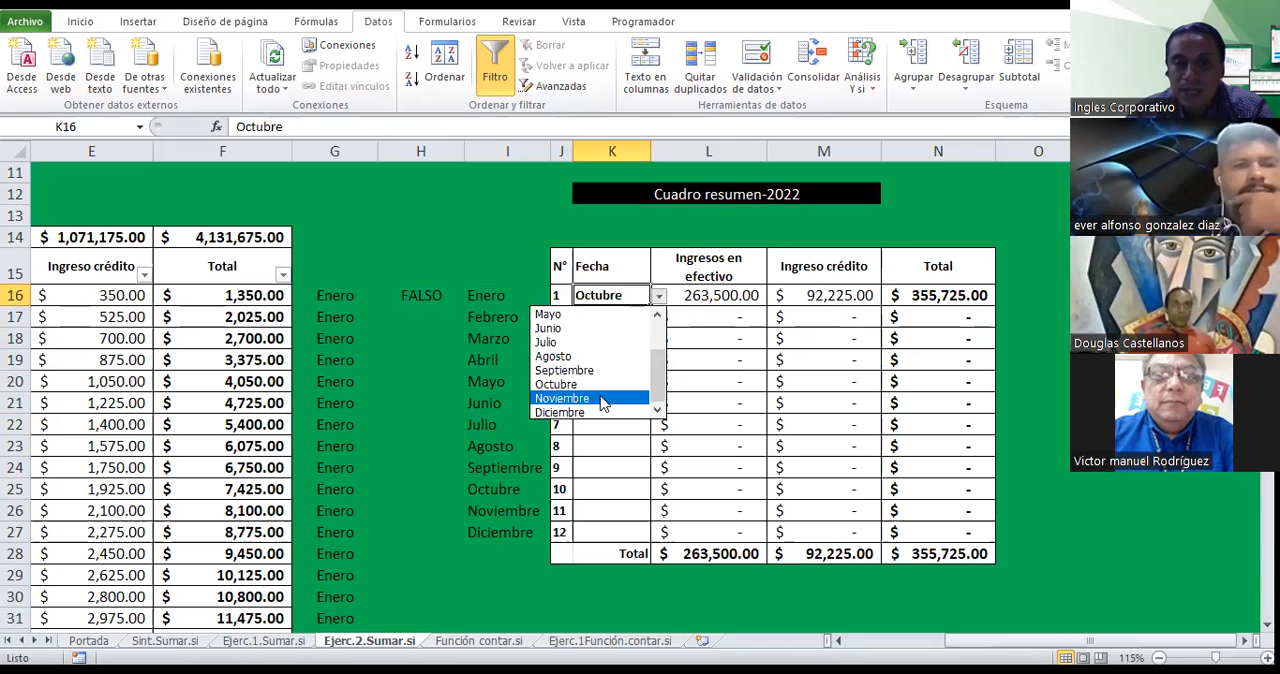 Archivo Inicio Insertar Diseño de página Fórmulas Datos Formularios Revisar Vista Programador
Desde Access
Desde web
Desde texto
De otras fuentes
Conexiones existentes
Obtener datos externos
Actualizar todo
Conexiones
Propiedades
Editar vínculos
Conexiones
Ordenar
Filtro
Borrar
Volver a aplicar
Avanzadas
Ordenar y filtrar
Texto en columnas
Quitar duplicados
Validación de datos
Consolidar
Análisis Y si
Herramientas de datos
Agrupar
Desagrupar
Subtotal
Esquema
K16 fx Octubre
E F G H I J K L M N O
11
12 Cuadro resumen-2022
13
14 $ 1,071,175.00 $ 4,131,675.00
15 Ingreso crédito Total N° Fecha Ingresos en efectivo Ingreso crédito Total
16 $ 350.00 $ 1,350.00 Enero FALSO Enero 1 Octubre 263,500.00 $ 92,225.00 $ 355,725.00
17 $ 525.00 $ 2,025.00 Enero Febrero - $ - $ -
18 $ 700.00 $ 2,700.00 Enero Marzo - $ - $ -
19 $ 875.00 $ 3,375.00 Enero Abril - $ - $ -
20 $ 1,050.00 $ 4,050.00 Enero Mayo - $ - $ -
21 $ 1,225.00 $ 4,725.00 Enero Junio - $ - $ -
22 $ 1,400.00 $ 5,400.00 Enero Julio 7 $ - $ - $ -
23 $ 1,575.00 $ 6,075.00 Enero Agosto 8 $ - $ - $ -
24 $ 1,750.00 $ 6,750.00 Enero Septiembre 9 $ - $ - $ -
25 $ 1,925.00 $ 7,425.00 Enero Octubre 10 $ - $ - $ -
26 $ 2,100.00 $ 8,100.00 Enero Noviembre 11 $ - $ - $ -
27 $ 2,275.00 $ 8,775.00 Enero Diciembre 12 $ - $ - $ -
28 $ 2,450.00 $ 9,450.00 Enero Total $ 263,500.00 $ 92,225.00 $ 355,725.00
29 $ 2,625.00 $ 10,125.00 Enero
30 $ 2,800.00 $ 10,800.00 Enero
31 $ 2,975.00 $ 11,475.00 Enero
Mayo
Junio
Julio
Agosto
Septiembre
Octubre
Noviembre
Diciembre
Portada Sint.Sumar.si Ejerc.1.Sumar.si Ejerc.2.Sumar.si Función contar.si Ejerc.1Función.contar.si
Listo 115%
Ingles Corporativo
ever alfonso gonzalez diaz
Douglas Castellanos
Victor manuel Rodríguez